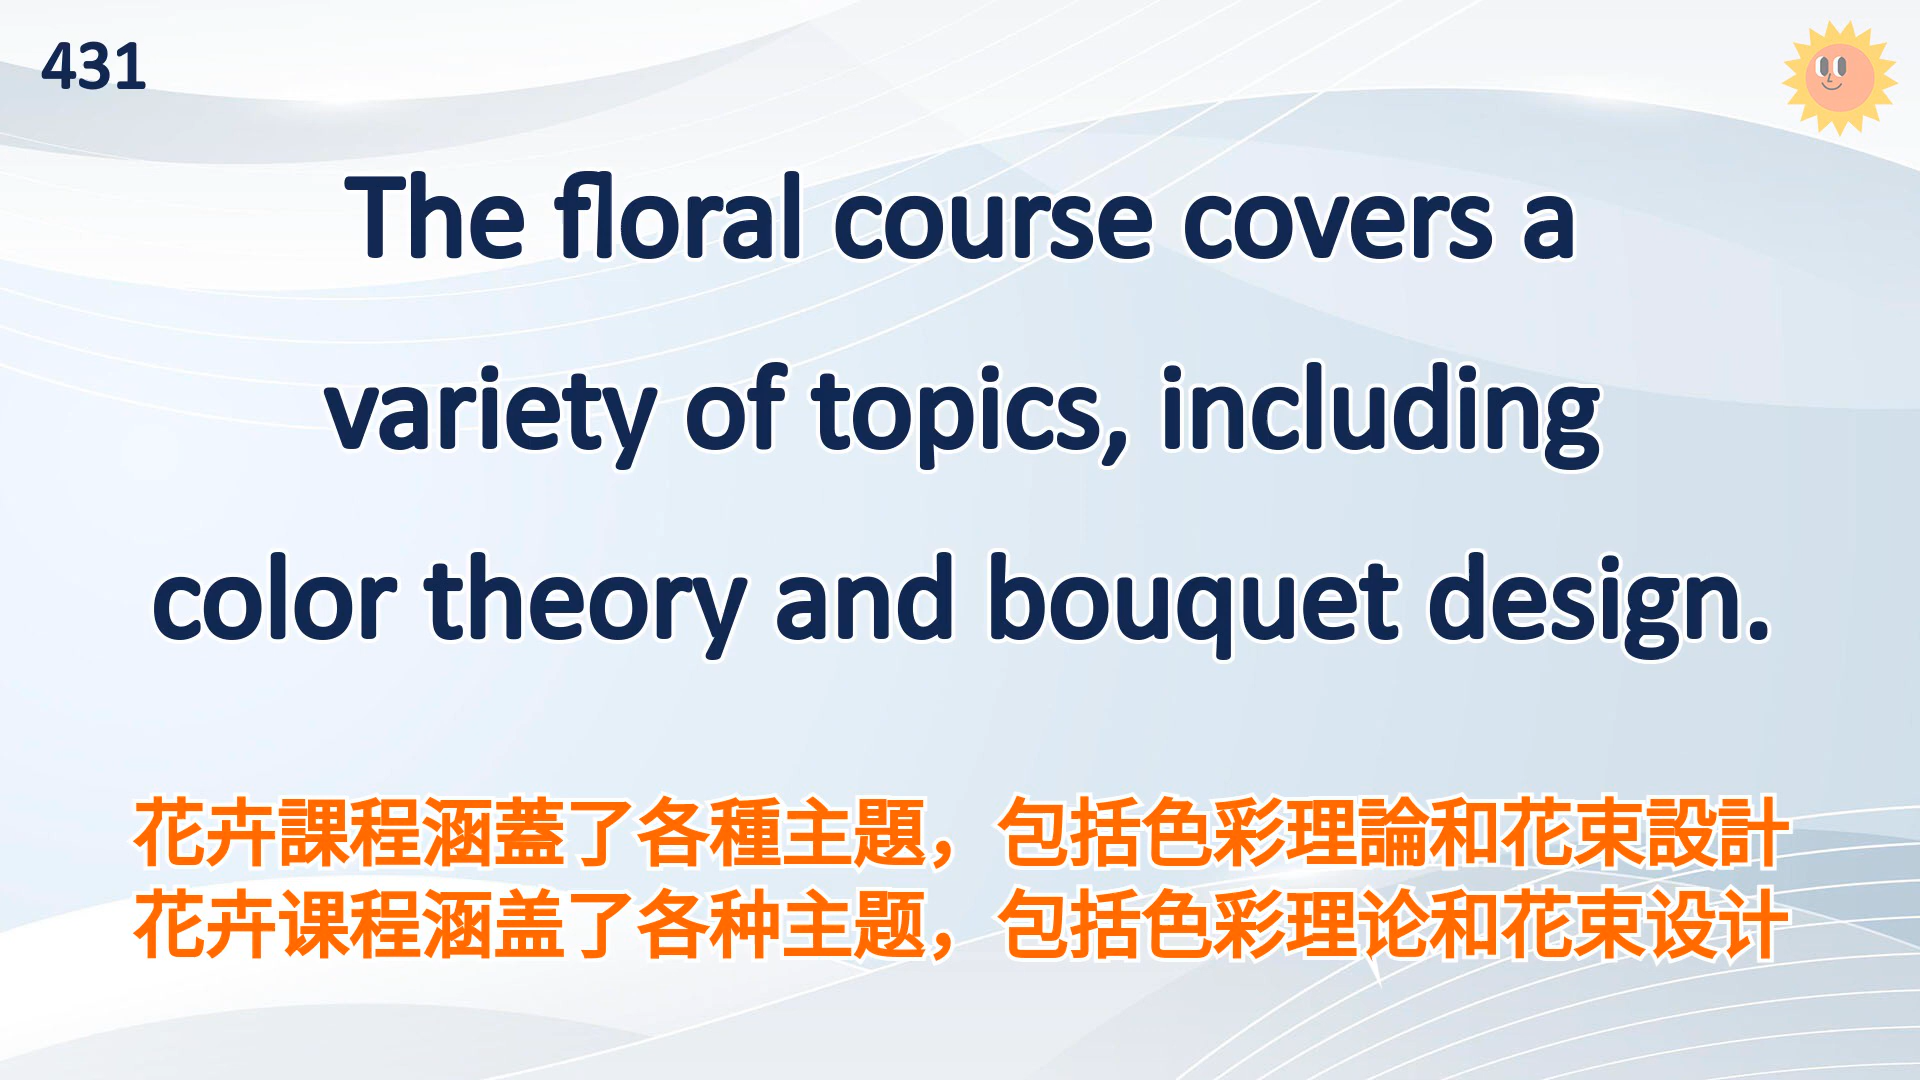 431
The floral course covers a
variety of topics, including
color theory and bouquet design.
花卉課程涵蓋了各種主題，包括色彩理論和花束設計
花卉课程涵盖了各种主题，包括色彩理论和花束设计